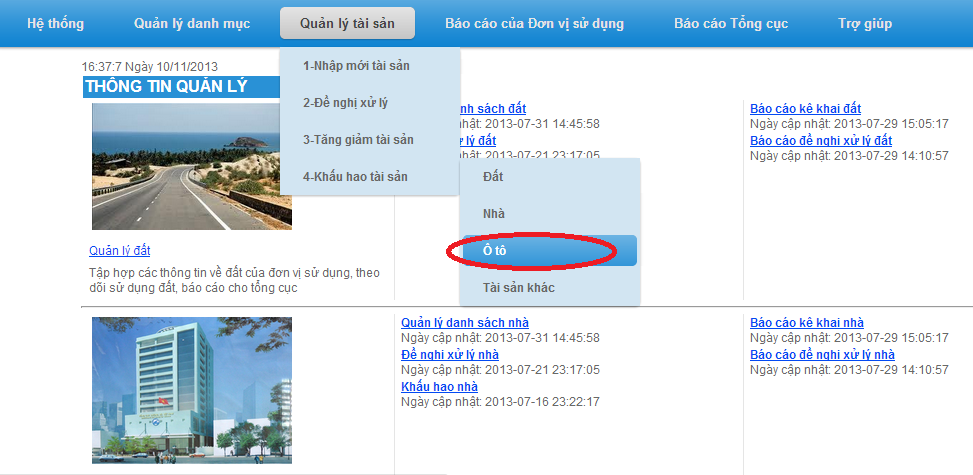 Hệ thống
Quản lý danh mục
Quản lý tài sản
Báo cáo của Đơn vị sử dụng
Báo cáo Tổng cục
Trợ giúp
1-Nhập mới tài sản
2-Đề nghị xử lý
3-Tăng giảm tài sản
4-Khấu hao tài sản
Đất
Nhà
Ô tô
Tài sản khác
16:37:7 Ngày 10/11/2013
THÔNG TIN QUẢN LÝ
Quản lý đất
Tập hợp các thông tin về đất của đơn vị sử dụng, theo
dõi sử dụng đất, báo cáo cho tổng cục
nh sách đất
nhật: 2013-07-31 14:45:58
lý đất
nhật: 2013-07-21 23:17:05
Báo cáo kê khai đất
Ngày cập nhật: 2013-07-29 15:05:17
Báo cáo đề nghi xử lý đất
Ngày cập nhật: 2013-07-29 14:10:57
Quản lý danh sách nhà
Ngày cập nhật: 2013-07-31 14:45:58
Đề nghi xử lý nhà
Ngày cập nhật: 2013-07-21 23:17:05
Khấu hao nhà
Ngày cập nhật: 2013-07-16 23:22:17
Báo cáo kê khai nhà
Ngày cập nhật: 2013-07-29 15:05:17
Báo cáo đề nghi xử lý nhà
Ngày cập nhật: 2013-07-29 14:10:57